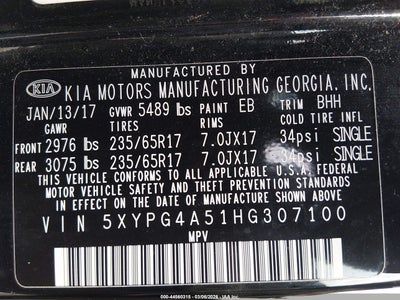 MANUFACTURED BY
KIA KIA MOTORS MANUFACTURING GEORGIA, INC.
JAN/13/17 GVWR 5489 lbs PAINT EB TRIM BHH
GAWR TIRES RIMS COLD TIRE INFL
FRONT 2976 lbs 235/65R17 7.0JX17 34psi SINGLE
REAR 3075 lbs 235/65R17 7.0JX17 34psi SINGLE
THIS VEHICLE CONFORMS TO ALL APPLICABLE U.S.A. FEDERAL
MOTOR VEHICLE SAFETY AND THEFT PREVENTION STANDARDS
IN EFFECT ON THE DATE OF MANUFACTURE SHOWN ABOVE.
VIN 5XYPG4A51HG307100
MPV